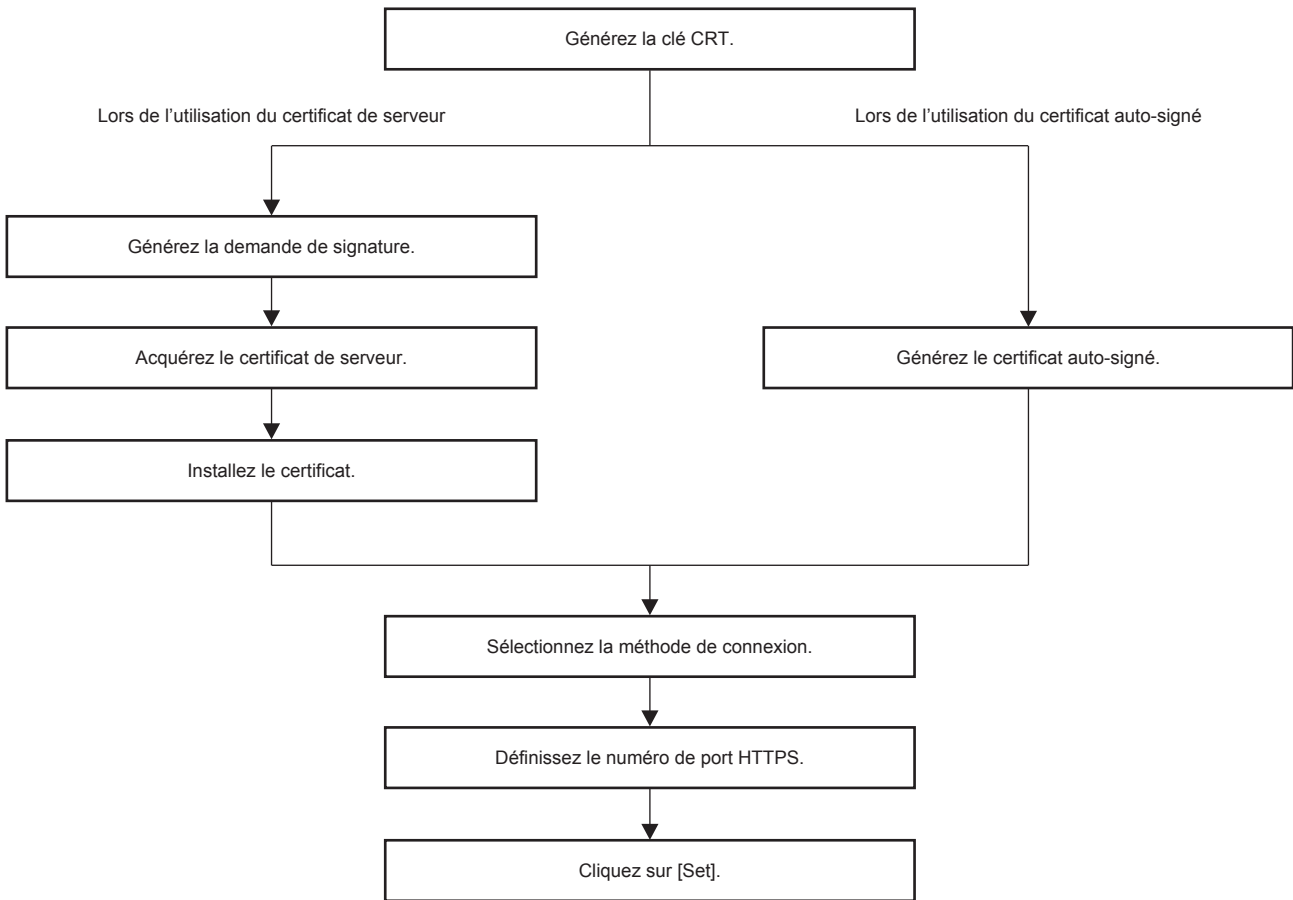 Générez la clé CRT.
Lors de l'utilisation du certificat de serveur
Lors de l'utilisation du certificat auto-signé
Générez la demande de signature.
Acquérez le certificat de serveur.
Générez le certificat auto-signé.
Installez le certificat.
Sélectionnez la méthode de connexion.
Définissez le numéro de port HTTPS.
Cliquez sur [Set].